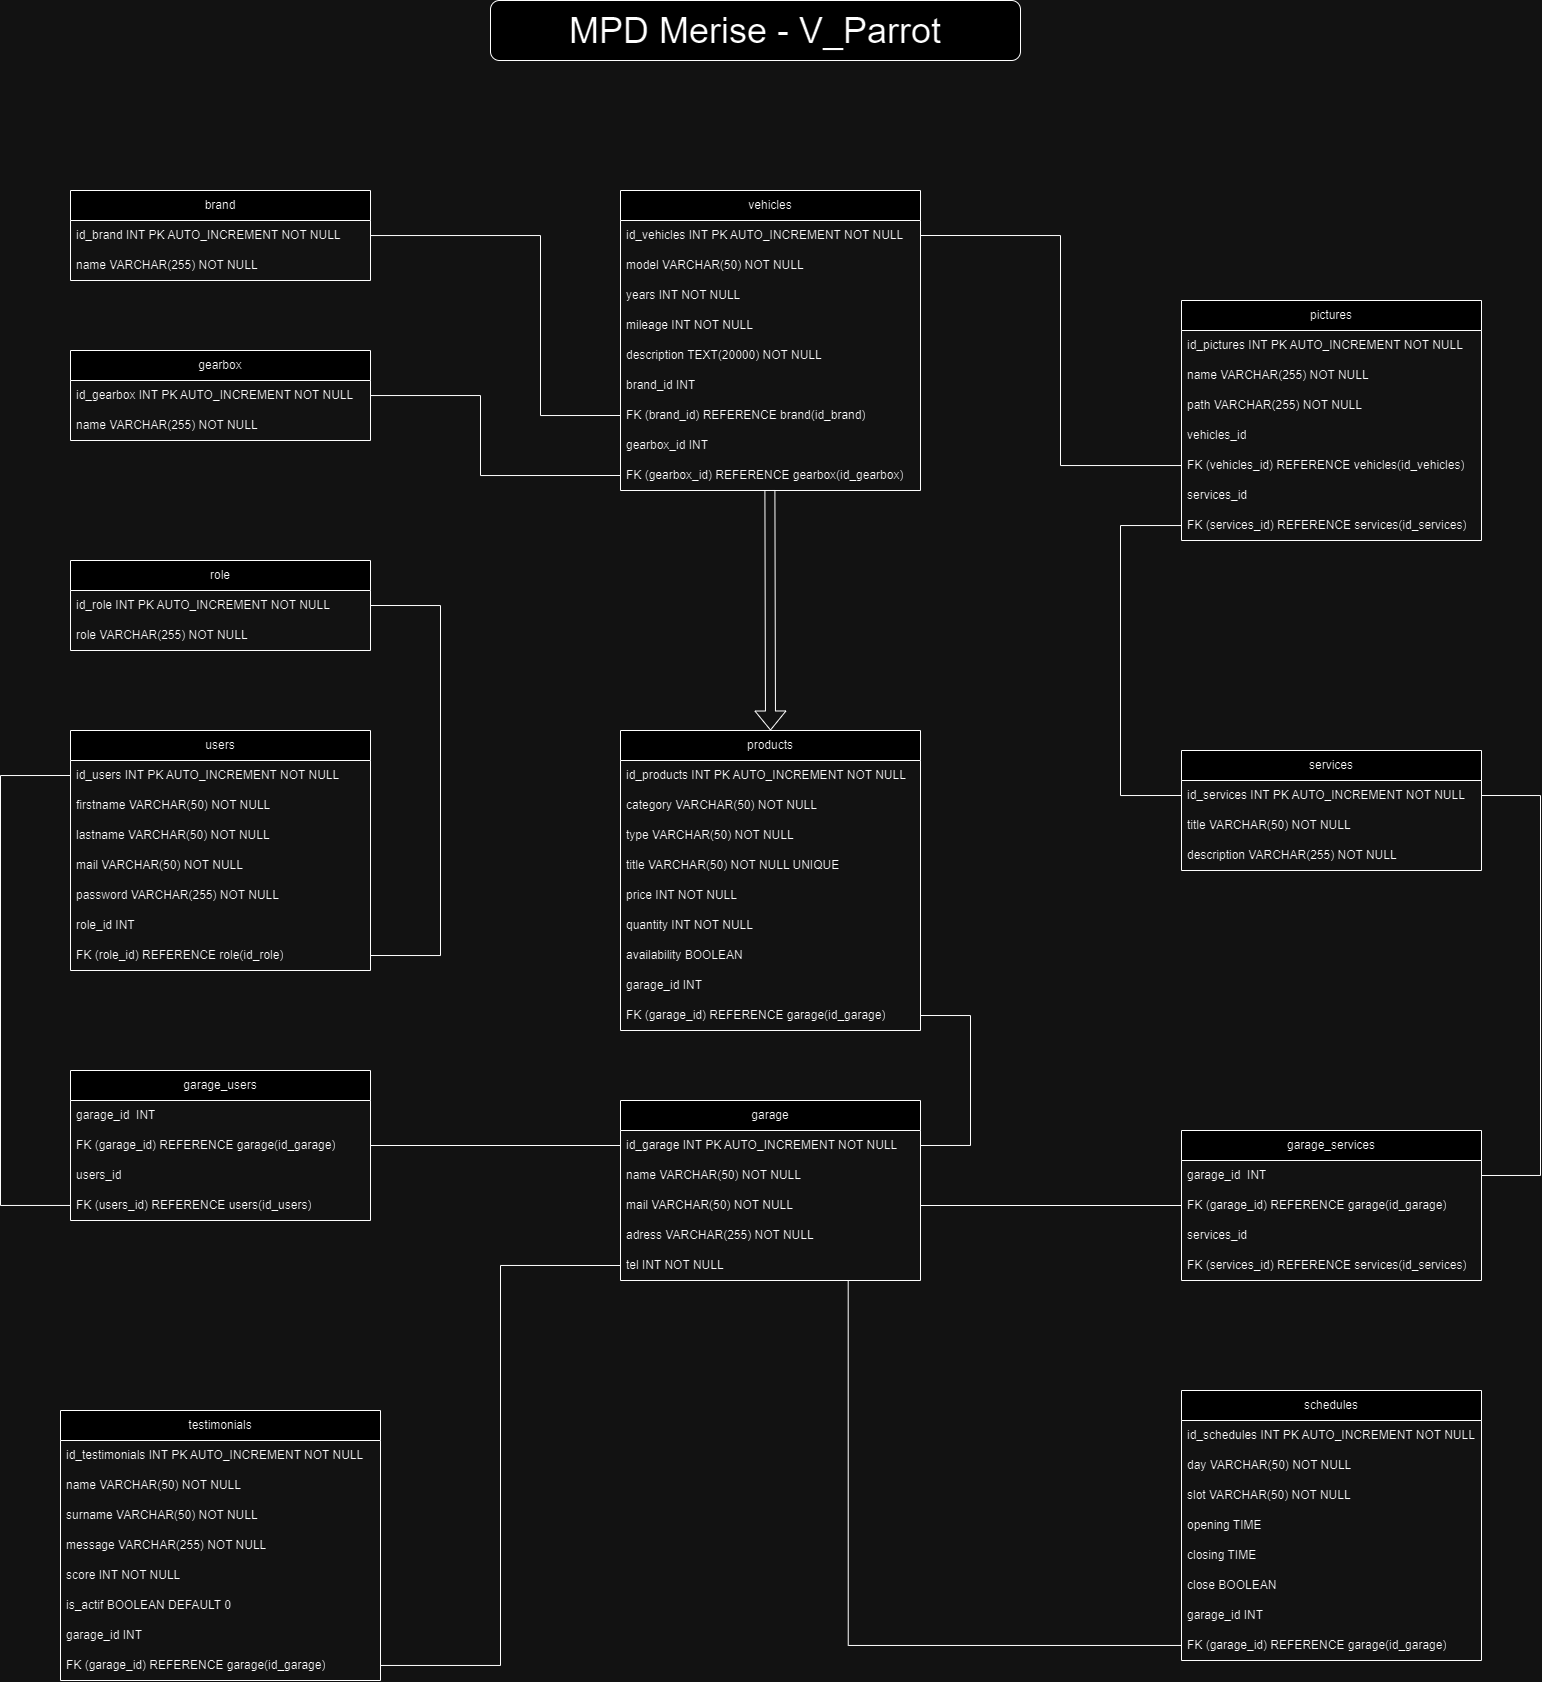 MPD Merise - V_Parrot
brand
id_brand INT PK AUTO_INCREMENT NOT NULL
name VARCHAR(255) NOT NULL
vehicles
id_vehicles INT PK AUTO_INCREMENT NOT NULL
model VARCHAR(50) NOT NULL
years INT NOT NULL
mileage INT NOT NULL
description TEXT(20000) NOT NULL
brand_id INT
FK (brand_id) REFERENCE brand(id_brand)
gearbox_id INT
FK (gearbox_id) REFERENCE gearbox(id_gearbox)
pictures
id_pictures INT PK AUTO_INCREMENT NOT NULL
name VARCHAR(255) NOT NULL
path VARCHAR(255) NOT NULL
vehicles_id
FK (vehicles_id) REFERENCE vehicles(id_vehicles)
services_id
FK (services_id) REFERENCE services(id_services)
gearbox
id_gearbox INT PK AUTO_INCREMENT NOT NULL
name VARCHAR(255) NOT NULL
role
id_role INT PK AUTO_INCREMENT NOT NULL
role VARCHAR(255) NOT NULL
users
id_users INT PK AUTO_INCREMENT NOT NULL
firstname VARCHAR(50) NOT NULL
lastname VARCHAR(50) NOT NULL
mail VARCHAR(50) NOT NULL
password VARCHAR(255) NOT NULL
role_id INT
FK (role_id) REFERENCE role(id_role)
products
id_products INT PK AUTO_INCREMENT NOT NULL
category VARCHAR(50) NOT NULL
type VARCHAR(50) NOT NULL
title VARCHAR(50) NOT NULL UNIQUE
price INT NOT NULL
quantity INT NOT NULL
availability BOOLEAN
garage_id INT
FK (garage_id) REFERENCE garage(id_garage)
services
id_services INT PK AUTO_INCREMENT NOT NULL
title VARCHAR(50) NOT NULL
description VARCHAR(255) NOT NULL
garage_users
garage_id  INT
FK (garage_id) REFERENCE garage(id_garage)
users_id
FK (users_id) REFERENCE users(id_users)
garage
id_garage INT PK AUTO_INCREMENT NOT NULL
name VARCHAR(50) NOT NULL
mail VARCHAR(50) NOT NULL
adress VARCHAR(255) NOT NULL
tel INT NOT NULL
garage_services
garage_id  INT
FK (garage_id) REFERENCE garage(id_garage)
services_id
FK (services_id) REFERENCE services(id_services)
testimonials
id_testimonials INT PK AUTO_INCREMENT NOT NULL
name VARCHAR(50) NOT NULL
surname VARCHAR(50) NOT NULL
message VARCHAR(255) NOT NULL
score INT NOT NULL
is_actif BOOLEAN DEFAULT 0
garage_id INT
FK (garage_id) REFERENCE garage(id_garage)
schedules
id_schedules INT PK AUTO_INCREMENT NOT NULL
day VARCHAR(50) NOT NULL
slot VARCHAR(50) NOT NULL
opening TIME
closing TIME
close BOOLEAN
garage_id INT
FK (garage_id) REFERENCE garage(id_garage)